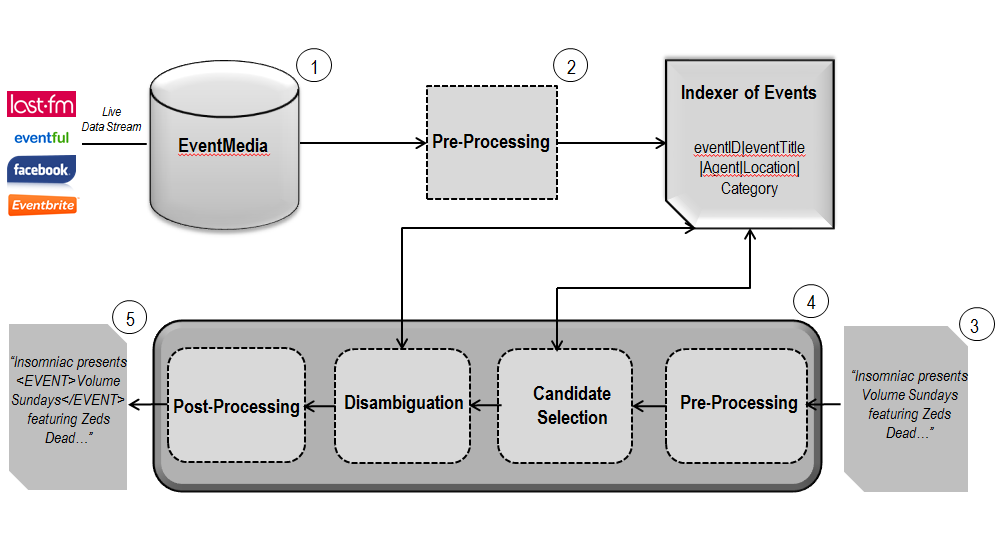 1
2
last·fm
eventful
facebook
Eventbrite
Live
Data Stream
EventMedia
Pre-Processing
Indexer of Events
eventID|eventTitle
|Agent|Location|
Category
5
4
3
“Insomniac presents
<EVENT>Volume
Sundays</EVENT>
featuring Zeds
Dead…”
Post-Processing
Disambiguation
Candidate
Selection
Pre-Processing
“Insomniac presents
Volume Sundays
featuring Zeds
Dead…”